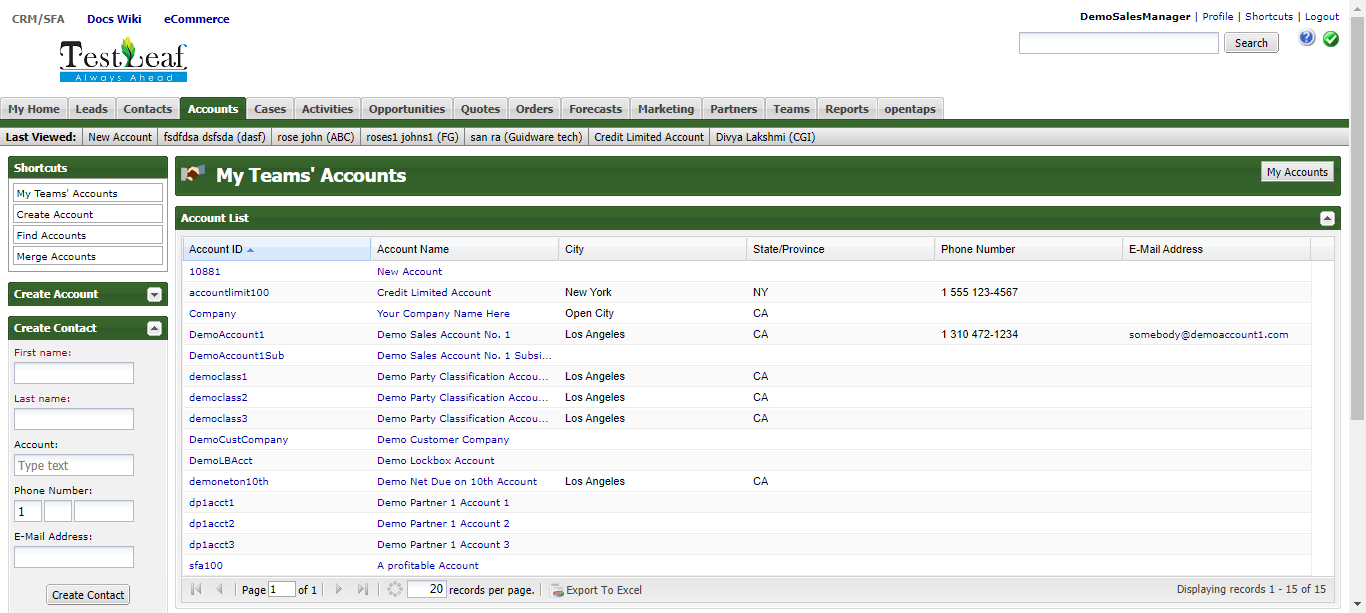 CRM/SFA Docs Wiki eCommerce
DemoSalesManager | Profile | Shortcuts | Logout
TestLeaf
Always Ahead
Search
My Home Leads Contacts Accounts Cases Activities Opportunities Quotes Orders Forecasts Marketing Partners Teams Reports opentaps
Last Viewed: New Account fsdfdsa dsfsda (dasf) rose john (ABC) roses1 johns1 (FG) san ra (Guidware tech) Credit Limited Account Divya Lakshmi (CGI)
Shortcuts
My Teams' Accounts
Create Account
Find Accounts
Merge Accounts
Create Account
Create Contact
First name:
Last name:
Account:
Type text
Phone Number:
1
E-Mail Address:
Create Contact
My Teams' Accounts
My Accounts
Account List
Account ID Account Name City State/Province Phone Number E-Mail Address
10881 New Account
accountlimit100 Credit Limited Account New York NY 1 555 123-4567
Company Your Company Name Here Open City CA
DemoAccount1 Demo Sales Account No. 1 Los Angeles CA 1 310 472-1234 somebody@demoaccount1.com
DemoAccount1Sub Demo Sales Account No. 1 Subsi...
democlass1 Demo Party Classification Accou... Los Angeles CA
democlass2 Demo Party Classification Accou... Los Angeles CA
democlass3 Demo Party Classification Accou... Los Angeles CA
DemoCustCompany Demo Customer Company
DemoLBAcct Demo Lockbox Account
demoneton10th Demo Net Due on 10th Account Los Angeles CA
dp1acct1 Demo Partner 1 Account 1
dp1acct2 Demo Partner 1 Account 2
dp1acct3 Demo Partner 1 Account 3
sfa100 A profitable Account
Page 1 of 1 20 records per page. Export To Excel Displaying records 1 - 15 of 15